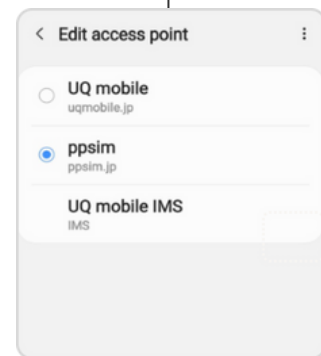 Edit access point
UQ mobile
uqmobile.jp
ppsim
ppsim.jp
UQ mobile IMS
IMS